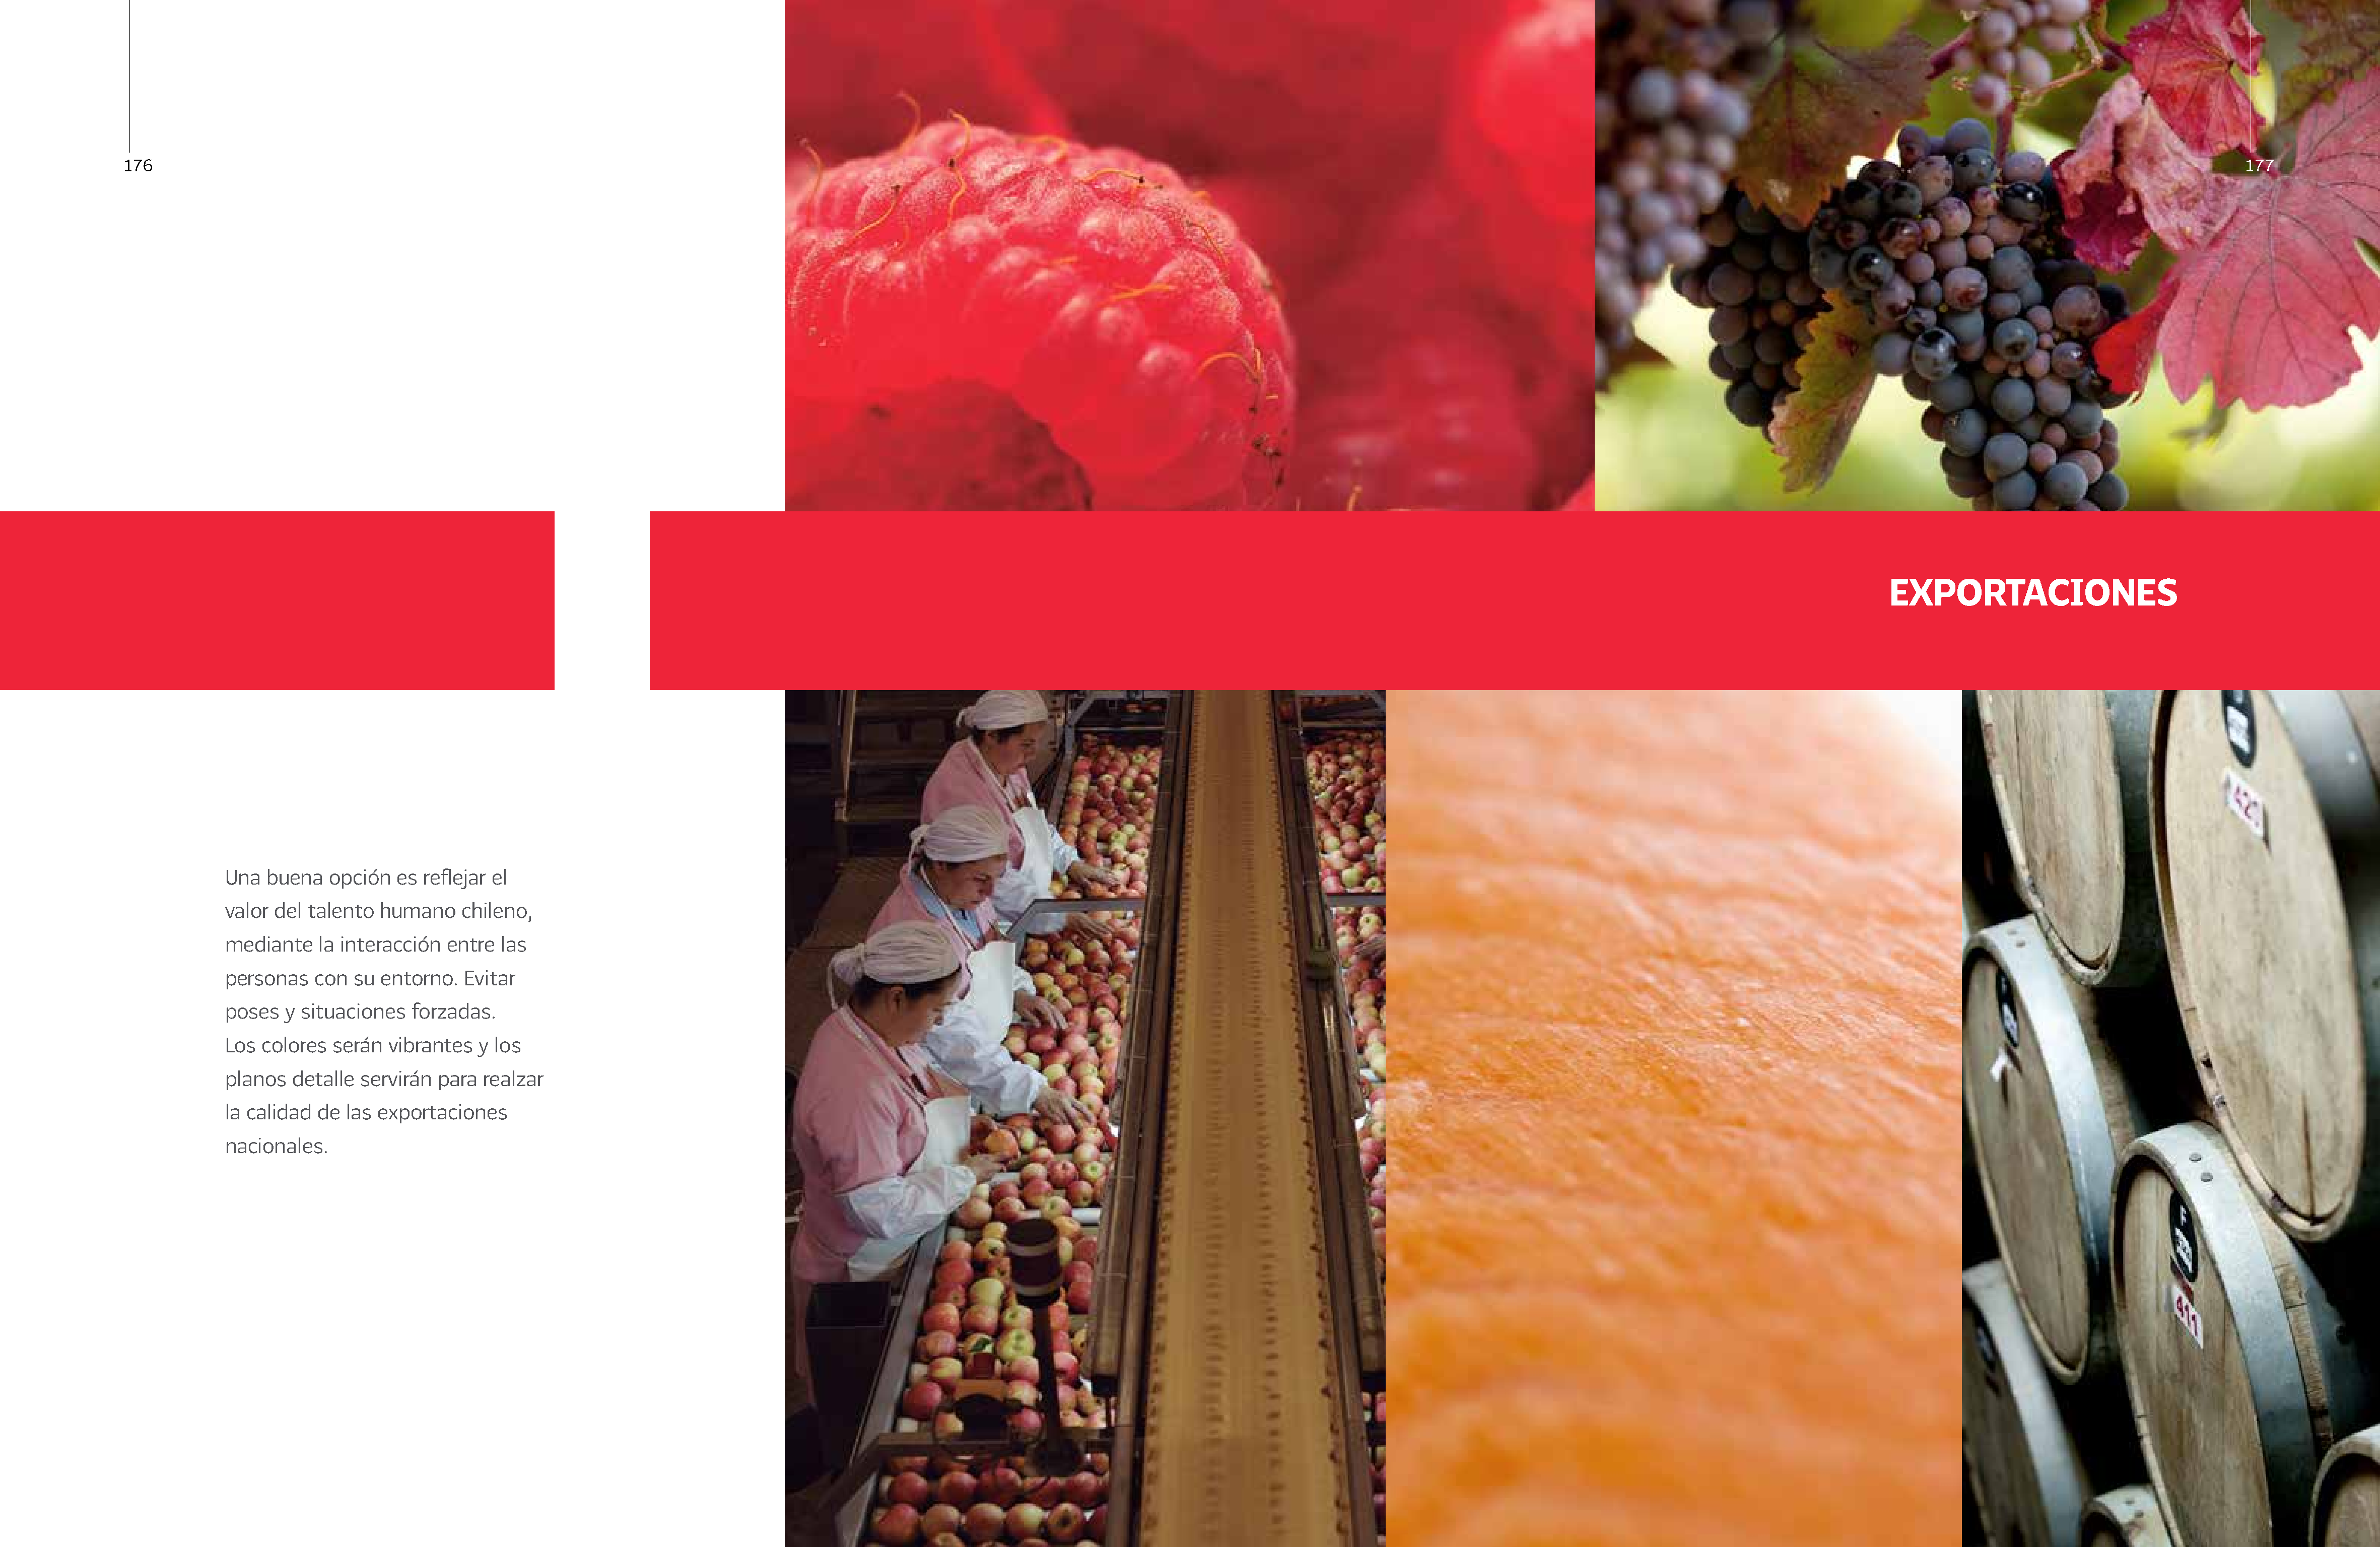 176
177
EXPORTACIONES
Una buena opción es reflejar el
valor del talento humano chileno,
mediante la interacción entre las
personas con su entorno. Evitar
poses y situaciones forzadas.
Los colores serán vibrantes y los
planos detalle servirán para realzar
la calidad de las exportaciones
nacionales.
F
411